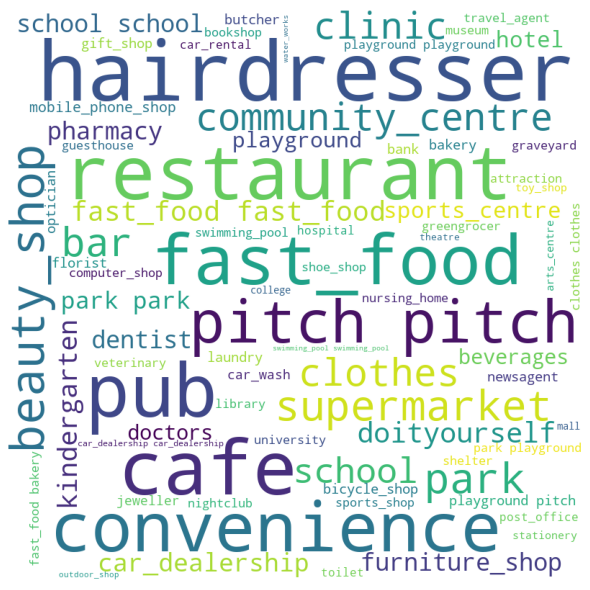 school school
butcher
bookshop
water_works
clinic
travel_agent
museum
hotel
gift_shop
car_rental
playground playground
hairdresser
mobile_phone_shop
community_centre
pharmacy
playground
guesthouse
bank
bakery
graveyard
beauty_shop
optician
restaurant
attraction
toy_shop
fast_food fast_food
sports_centre
bar
swimming_pool
hospital
greengrocer
theatre
arts_centre
clothes clothes
florist
computer_shop
fast_food
shoe_shop
college
nursing_home
park park
pitch pitch
kindergarten
dentist
swimming_pool swimming_pool
veterinary
laundry
beverages
pub
car_wash
clothes
newsagent
library
supermarket
doctors
car_dealership car_dealership
university
doityourself
mall
cafe
school
park playground
shelter
park
fast_food bakery
jeweller
nightclub
bicycle_shop
sports_shop
playground pitch
convenience
post_office
stationery
car_dealership
toilet
furniture_shop
outdoor_shop